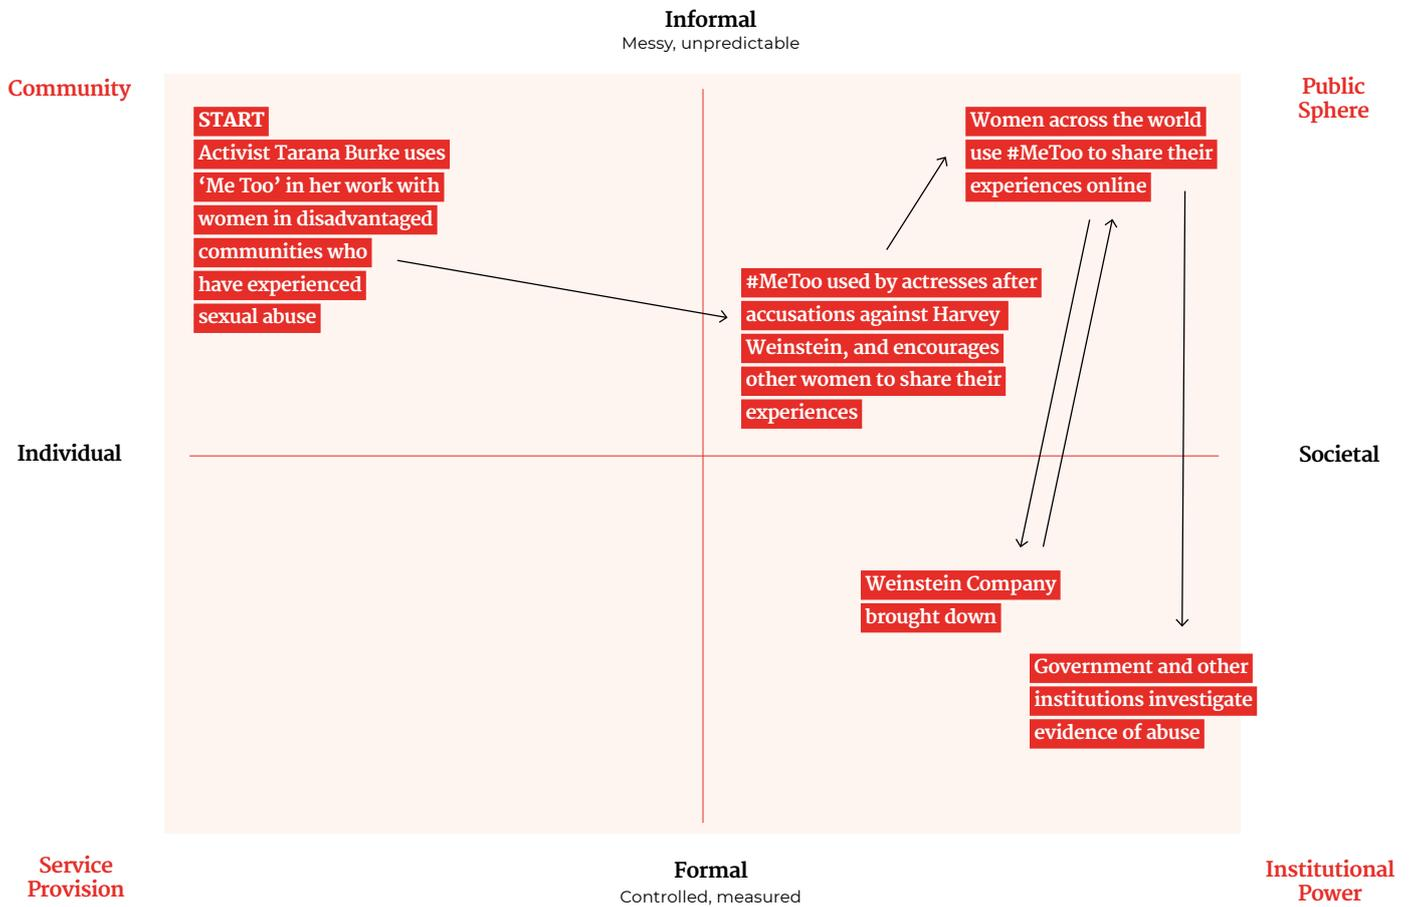 Informal
Messy, unpredictable
Community
Public
Sphere
START
Activist Tarana Burke uses
‘Me Too’ in her work with
women in disadvantaged
communities who
have experienced
sexual abuse
Women across the world
use #MeToo to share their
experiences online
#MeToo used by actresses after
accusations against Harvey
Weinstein, and encourages
other women to share their
experiences
Individual
Societal
Weinstein Company
brought down
Government and other
institutions investigate
evidence of abuse
Service
Provision
Formal
Controlled, measured
Institutional
Power